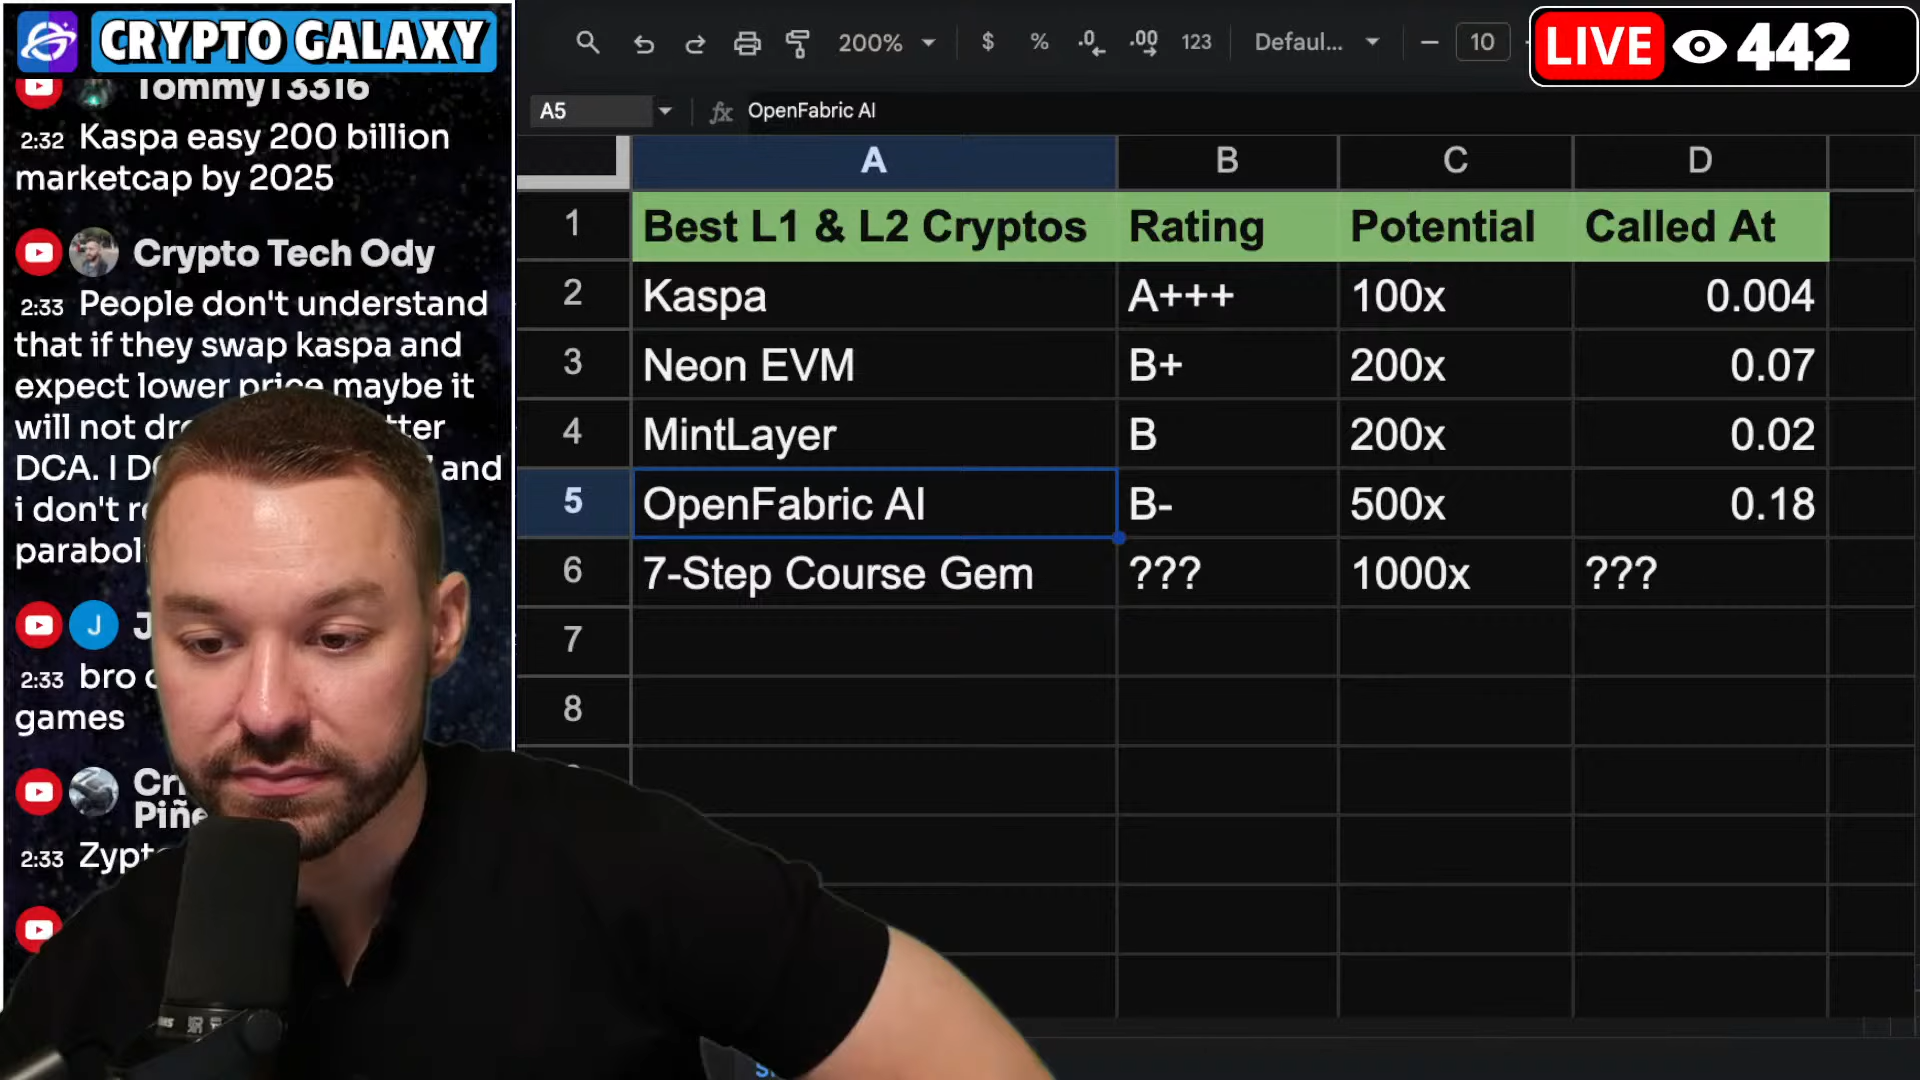 CRYPTO GALAXY
Tommy13316
2:32 Kaspa easy 200 billion
marketcap by 2025
Crypto Tech Ody
2:33 People don't understand
that if they swap kaspa and
expect lower price maybe it
will not
DCA. I and
i don't
2:33 bro
games
2:33
200%
$ % .0 .00 123
Defaul...
10
LIVE 442
A5
fx OpenFabric AI
A B C D
1 Best L1 & L2 Cryptos Rating Potential Called At
2 Kaspa A+++ 100x 0.004
3 Neon EVM B+ 200x 0.07
4 MintLayer B 200x 0.02
5 OpenFabric AI B- 500x 0.18
6 7-Step Course Gem ??? 1000x ???
7
8